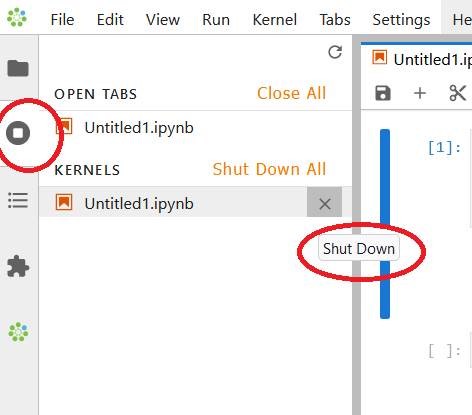 File Edit View Run Kernel Tabs Settings He
Untitled1.ip
OPEN TABS Close All
Untitled1.ipynb
KERNELS Shut Down All
Untitled1.ipynb
Shut Down
[1]:
[ ]: